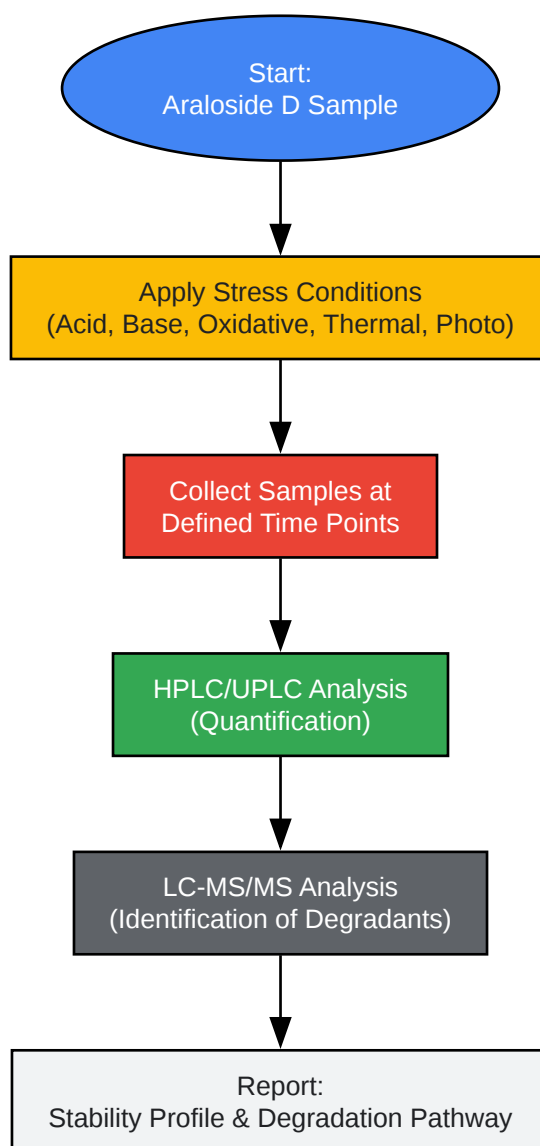 Start:
Araloside D Sample
Apply Stress Conditions
(Acid, Base, Oxidative, Thermal, Photo)
Collect Samples at
Defined Time Points
HPLC/UPLC Analysis
(Quantification)
LC-MS/MS Analysis
(Identification of Degradants)
Report:
Stability Profile & Degradation Pathway